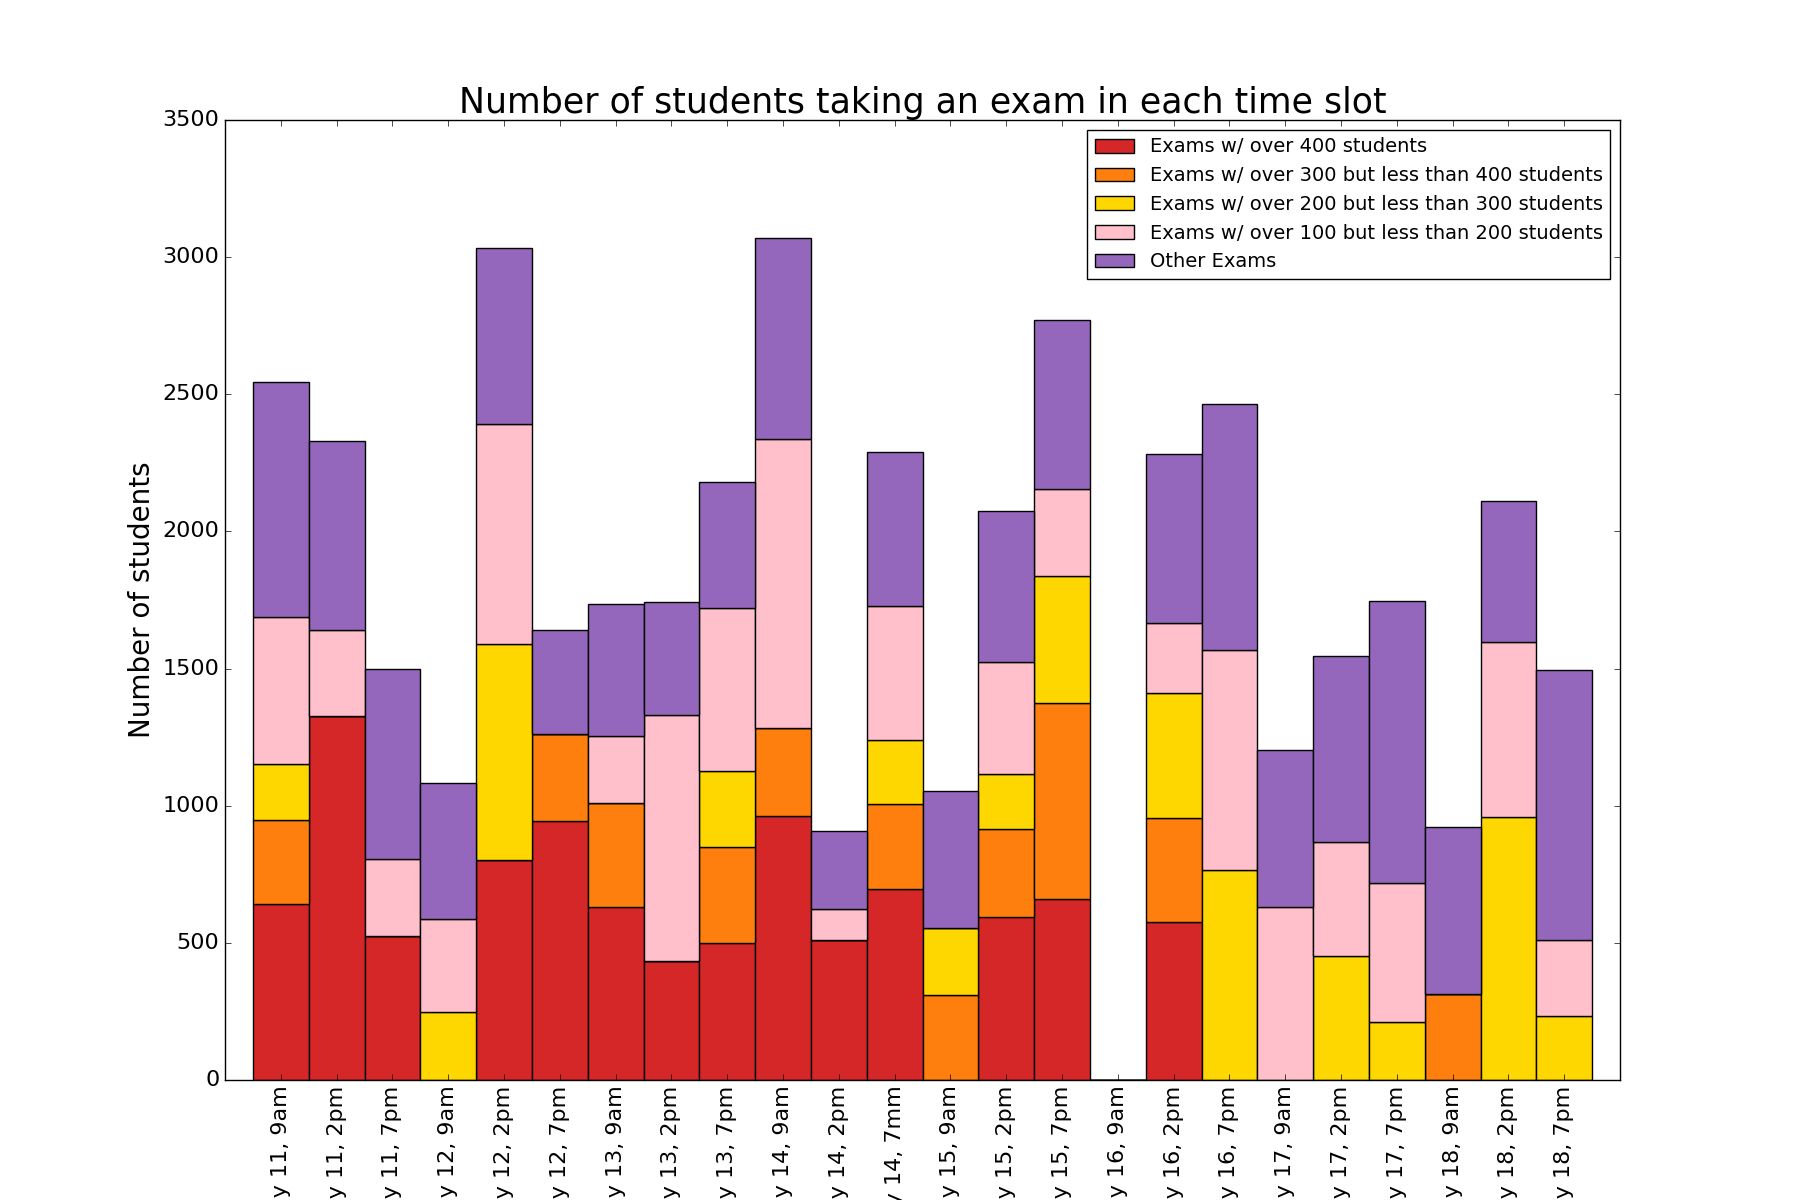 Number of students taking an exam in each time slot
Number of students
3500
3000
2500
2000
1500
1000
500
0
Exams w/ over 400 students
Exams w/ over 300 but less than 400 students
Exams w/ over 200 but less than 300 students
Exams w/ over 100 but less than 200 students
Other Exams
y 11, 9am
y 11, 2pm
y 11, 7pm
y 12, 9am
y 12, 2pm
y 12, 7pm
y 13, 9am
y 13, 2pm
y 13, 7pm
y 14, 9am
y 14, 2pm
y 14, 7mm
y 15, 9am
y 15, 2pm
y 15, 7pm
y 16, 9am
y 16, 2pm
y 16, 7pm
y 17, 9am
y 17, 2pm
y 17, 7pm
y 18, 9am
y 18, 2pm
y 18, 7pm